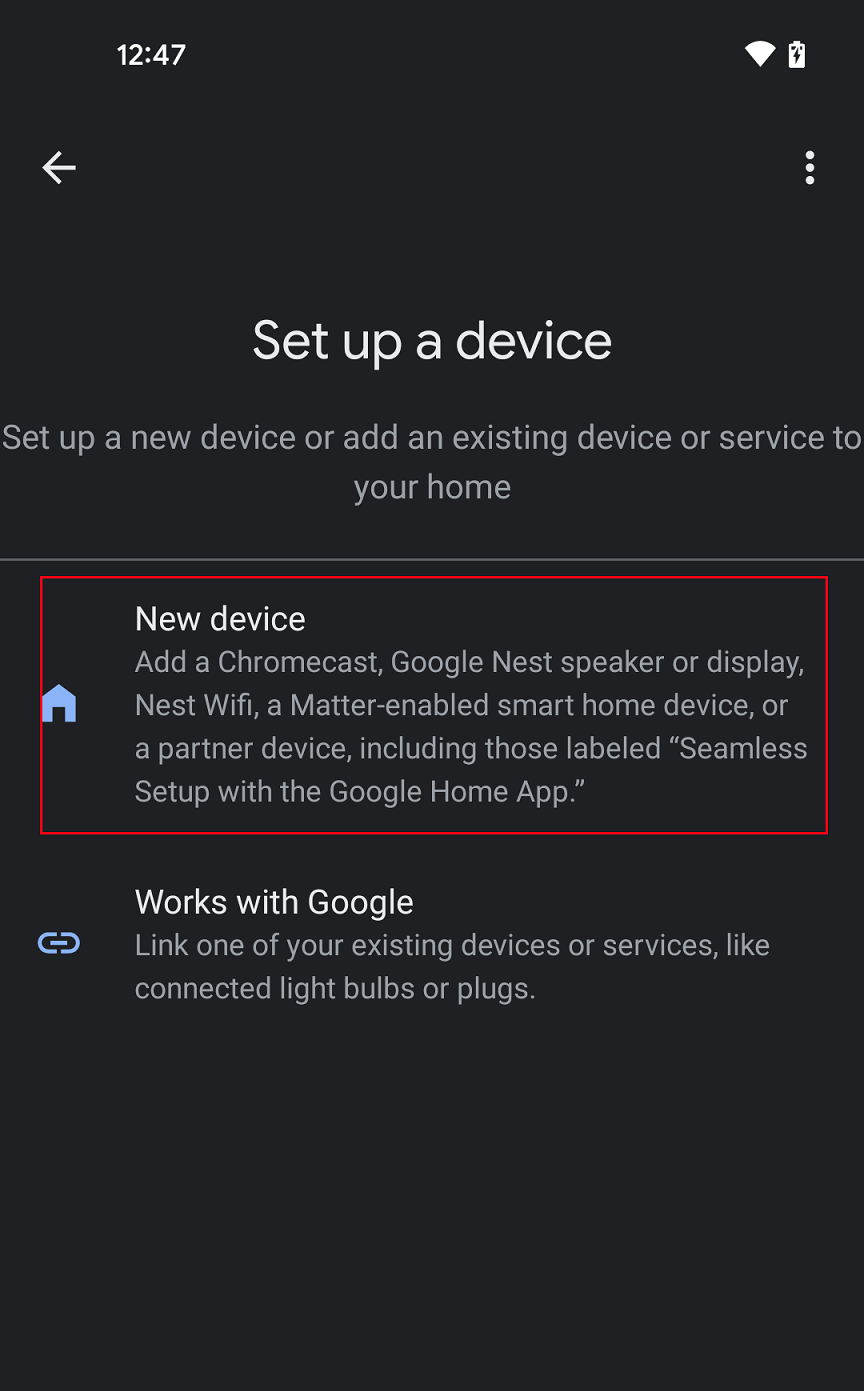 12:47
Set up a device
Set up a new device or add an existing device or service to
your home
New device
Add a Chromecast, Google Nest speaker or display,
Nest Wifi, a Matter-enabled smart home device, or
a partner device, including those labeled “Seamless
Setup with the Google Home App.”
Works with Google
Link one of your existing devices or services, like
connected light bulbs or plugs.